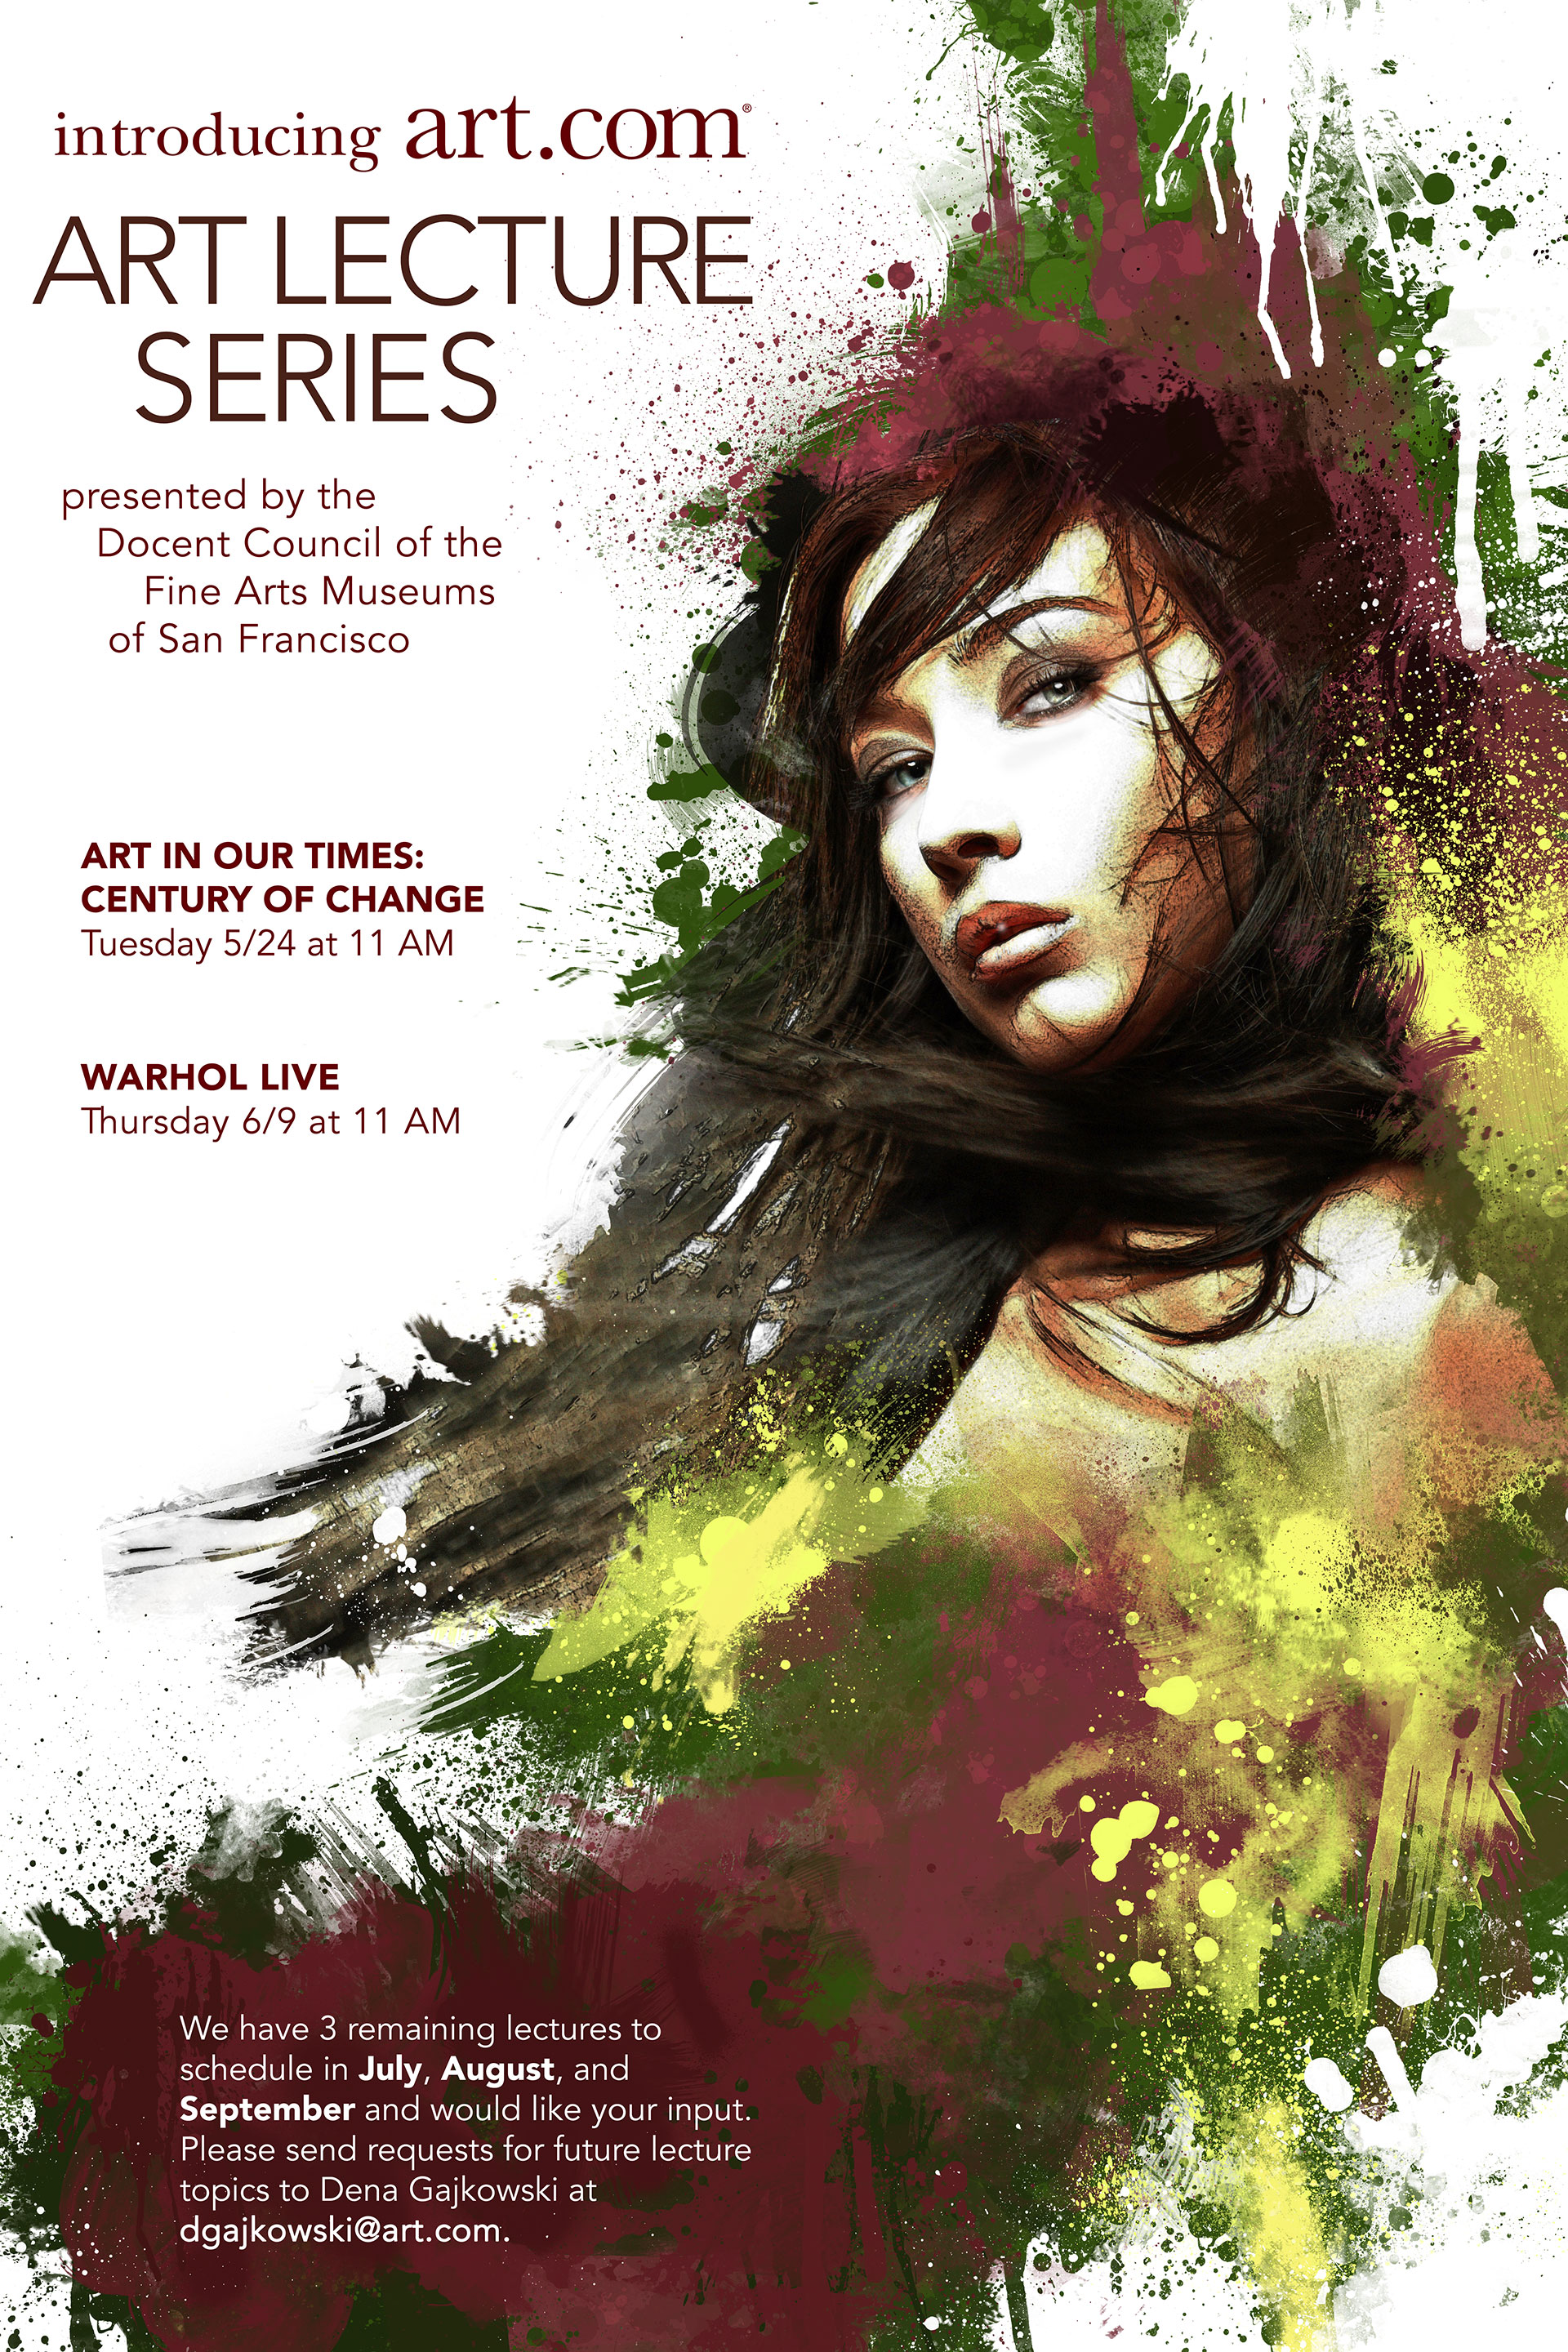 introducing art.com®
ART LECTURE
SERIES
presented by the
Docent Council of the
Fine Arts Museums
of San Francisco
ART IN OUR TIMES:
CENTURY OF CHANGE
Tuesday 5/24 at 11 AM
WARHOL LIVE
Thursday 6/9 at 11 AM
We have 3 remaining lectures to
schedule in July, August, and
September and would like your input.
Please send requests for future lecture
topics to Dena Gajkowski at
dgajkowski@art.com.